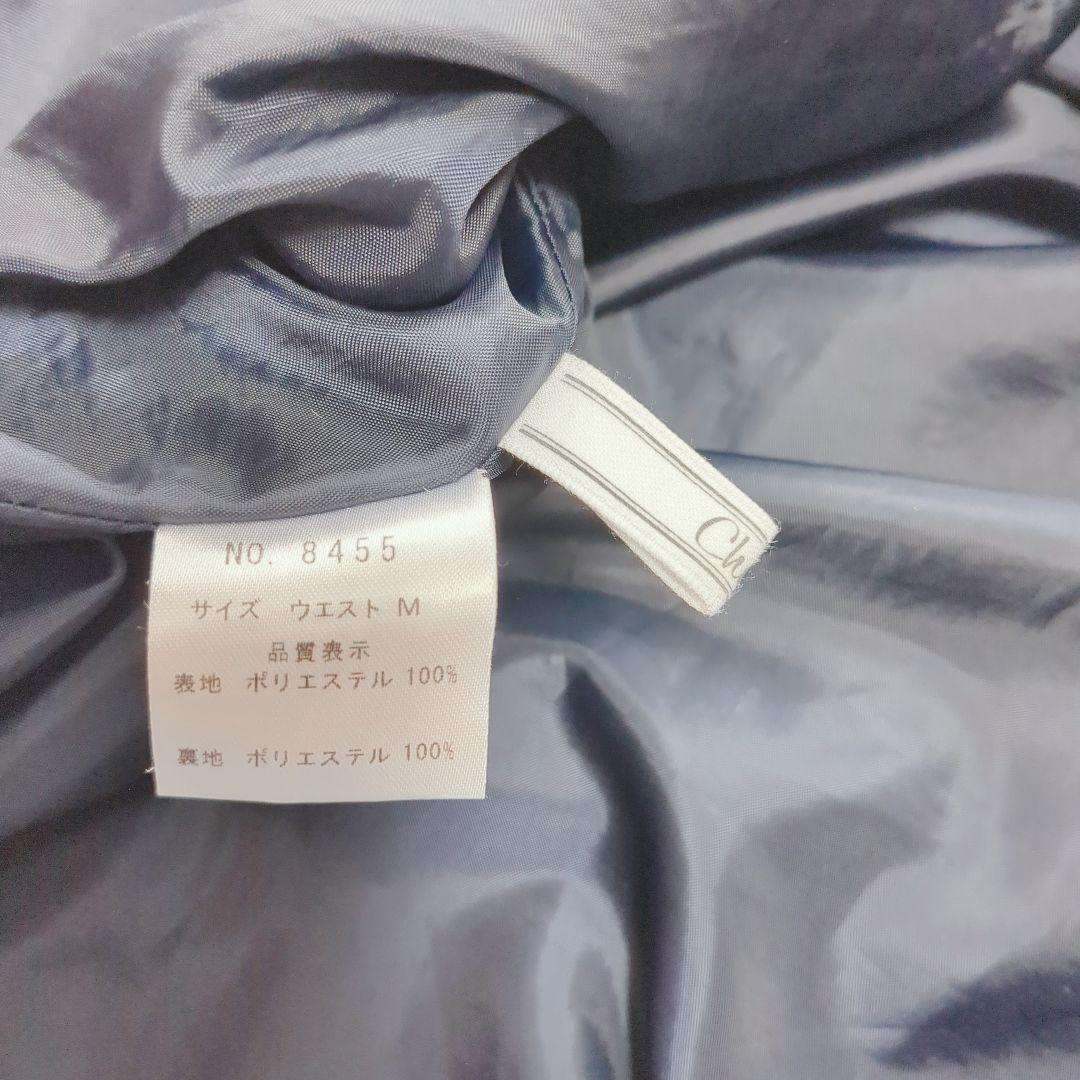 NO. 8455
サイズ ウエスト M
品質表示
表地 ポリエステル 100%
裏地 ポリエステル 100%
Ch